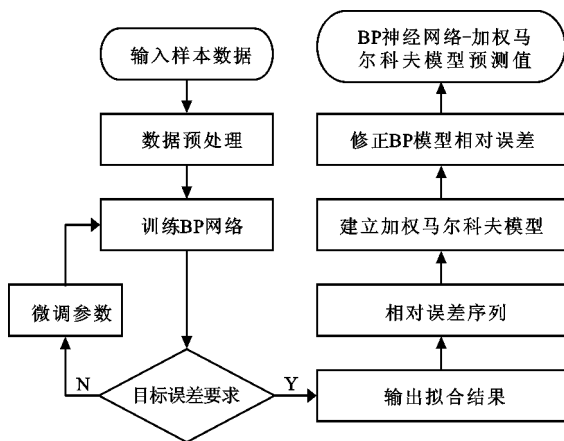 输入样本数据
数据预处理
训练BP网络
微调参数
N
目标误差要求
Y
输出拟合结果
相对误差序列
建立加权马尔科夫模型
修正BP模型相对误差
BP神经网络-加权马
尔科夫模型预测值